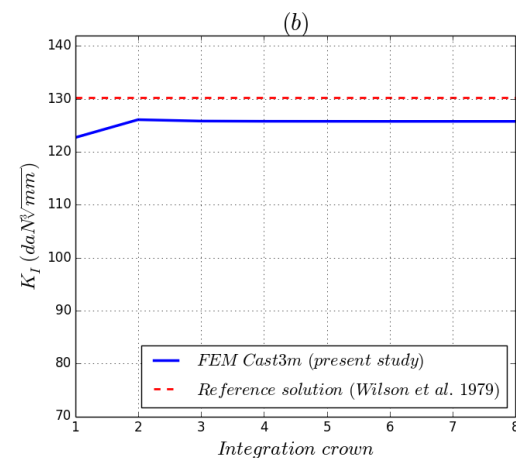 (b)
140
130
120
110
100
90
80
70
K_I (daN∛mm)
FEM Cast3m (present study)
Reference solution (Wilson et al. 1979)
1 2 3 4 5 6 7 8
Integration crown